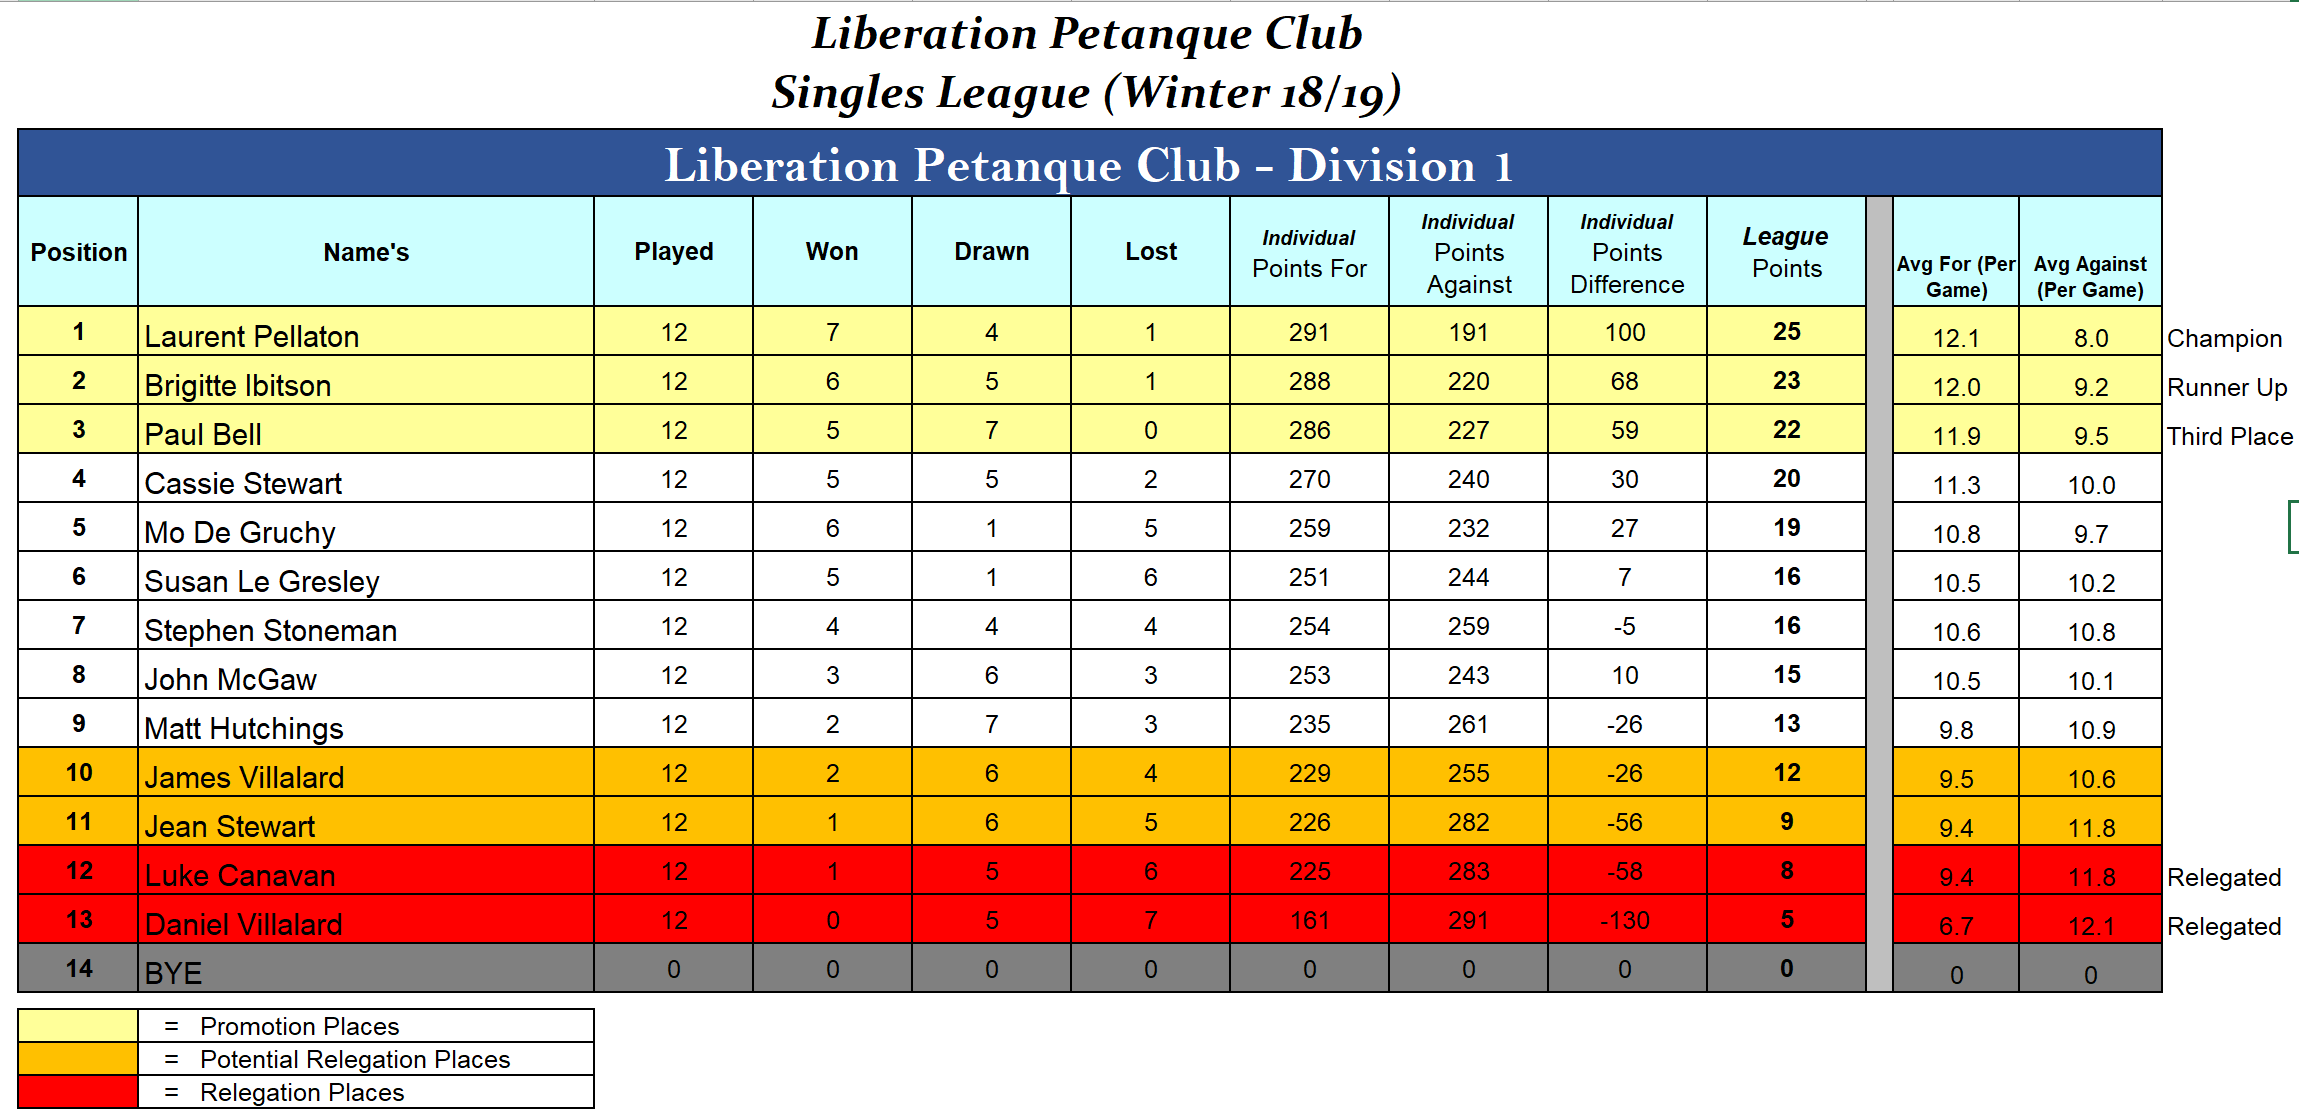 Liberation Petanque Club
Singles League (Winter 18/19)
Liberation Petanque Club - Division 1
Position Name's Played Won Drawn Lost Individual Points For Individual Points Against Individual Points Difference League Points Avg For (Per Game) Avg Against (Per Game)
1 Laurent Pellaton 12 7 4 1 291 191 100 25 12.1 8.0 Champion
2 Brigitte Ibitson 12 6 5 1 288 220 68 23 12.0 9.2 Runner Up
3 Paul Bell 12 5 7 0 286 227 59 22 11.9 9.5 Third Place
4 Cassie Stewart 12 5 5 2 270 240 30 20 11.3 10.0
5 Mo De Gruchy 12 6 1 5 259 232 27 19 10.8 9.7
6 Susan Le Gresley 12 5 1 6 251 244 7 16 10.5 10.2
7 Stephen Stoneman 12 4 4 4 254 259 -5 16 10.6 10.8
8 John McGaw 12 3 6 3 253 243 10 15 10.5 10.1
9 Matt Hutchings 12 2 7 3 235 261 -26 13 9.8 10.9
10 James Villalard 12 2 6 4 229 255 -26 12 9.5 10.6
11 Jean Stewart 12 1 6 5 226 282 -56 9 9.4 11.8
12 Luke Canavan 12 1 5 6 225 283 -58 8 9.4 11.8 Relegated
13 Daniel Villalard 12 0 5 7 161 291 -130 5 6.7 12.1 Relegated
14 BYE 0 0 0 0 0 0 0 0 0 0
= Promotion Places
= Potential Relegation Places
= Relegation Places